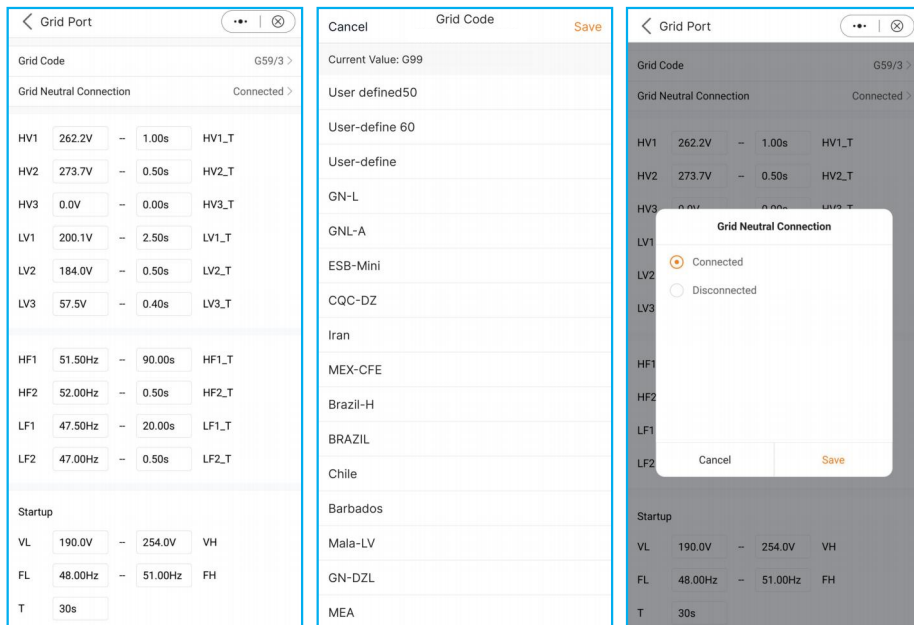 Grid Port
Grid Code G59/3 >
Grid Neutral Connection Connected >
HV1 262.2V -- 1.00s HV1_T
HV2 273.7V -- 0.50s HV2_T
HV3 0.0V -- 0.00s HV3_T
LV1 200.1V -- 2.50s LV1_T
LV2 184.0V -- 0.50s LV2_T
LV3 57.5V -- 0.40s LV3_T
HF1 51.50Hz -- 90.00s HF1_T
HF2 52.00Hz -- 0.50s HF2_T
LF1 47.50Hz -- 20.00s LF1_T
LF2 47.00Hz -- 0.50s LF2_T
Startup
VL 190.0V -- 254.0V VH
FL 48.00Hz -- 51.00Hz FH
T 30s
Cancel Grid Code Save
Current Value: G99
User defined50
User-define 60
User-define
GN-L
GNL-A
ESB-Mini
CQC-DZ
Iran
MEX-CFE
Brazil-H
BRAZIL
Chile
Barbados
Mala-LV
GN-DZL
MEA
Grid Port
Grid Code G59/3 >
Grid Neutral Connection Connected >
HV1 262.2V -- 1.00s HV1_T
HV2 273.7V -- 0.50s HV2_T
HV3 0.0V 0.00s HV3_T
Grid Neutral Connection
LV1
Connected
LV2
Disconnected
LV3
HF1
HF2
LF1
LF2
Cancel Save
Startup
VL 190.0V -- 254.0V VH
FL 48.00Hz -- 51.00Hz FH
T 30s